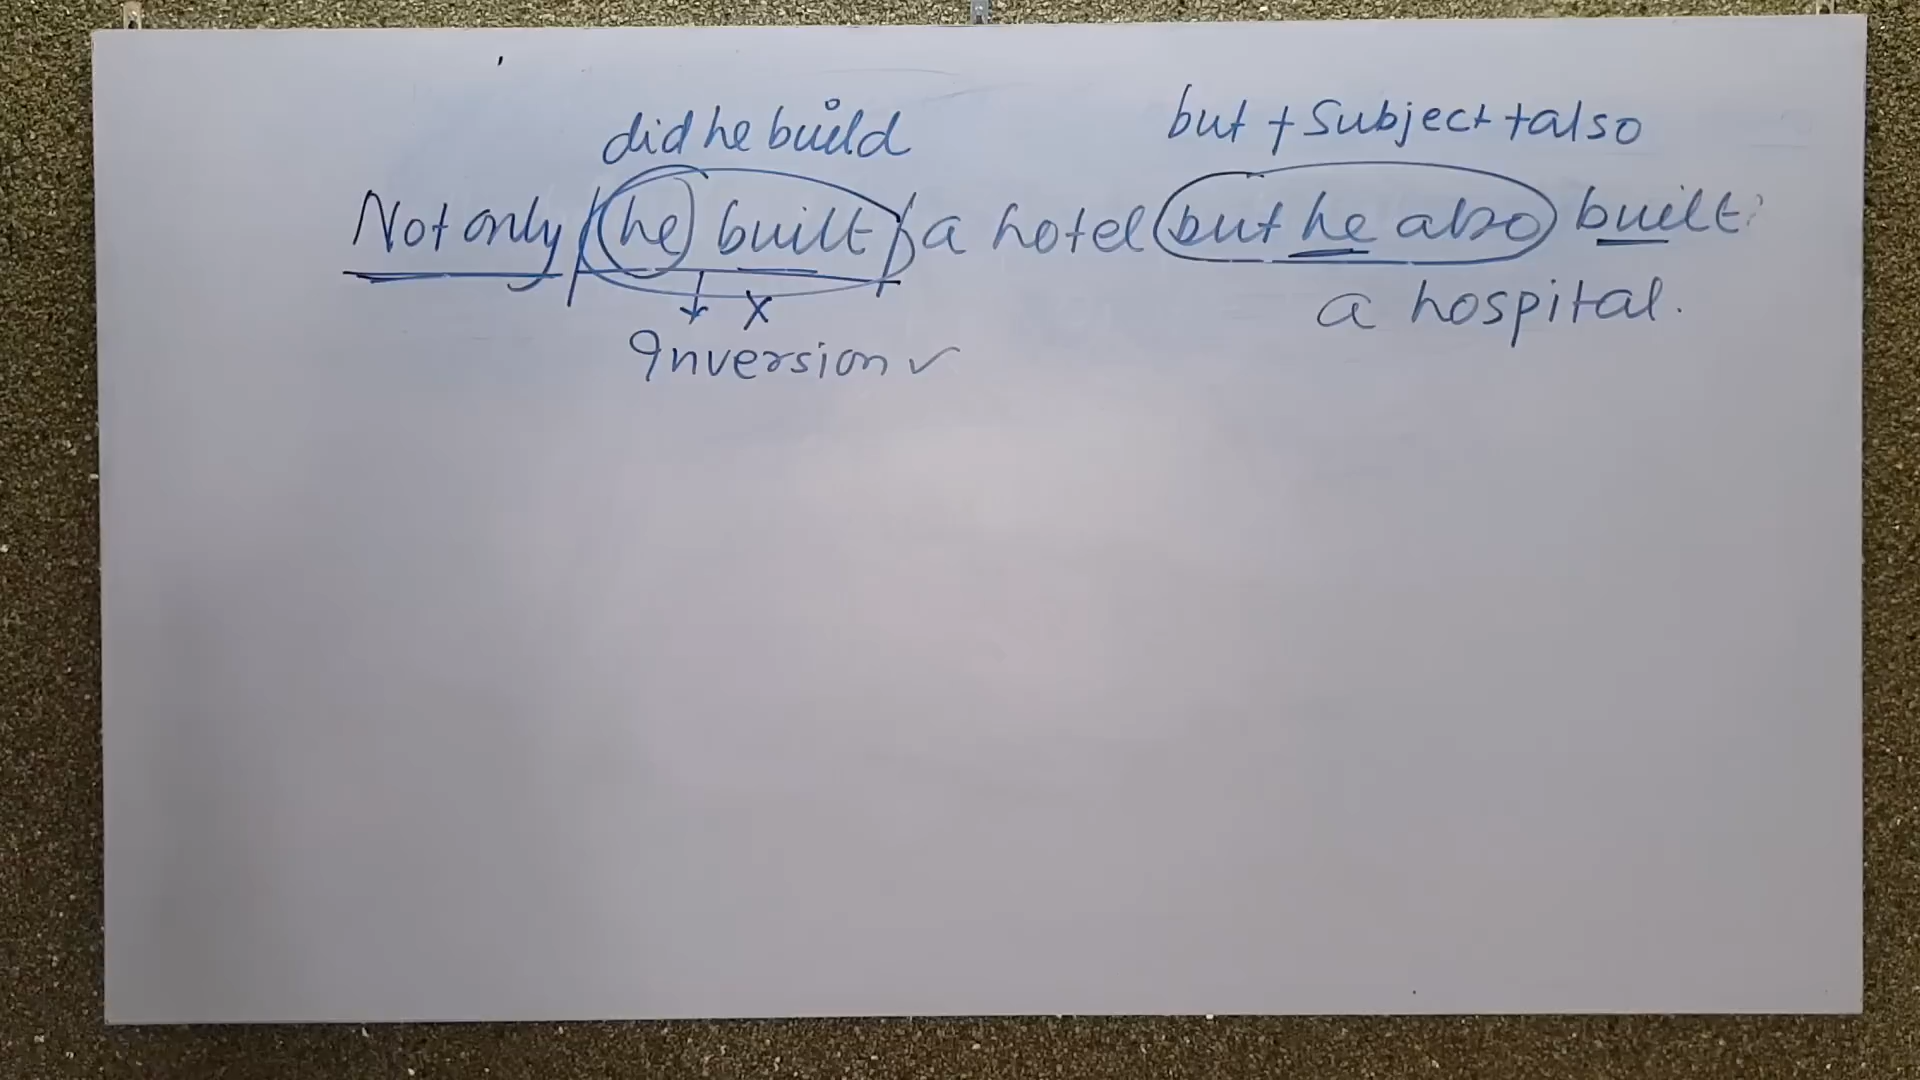 did he build but + Subject + also
Not only he built a hotel but he also built
a hospital.
x
Inversion ✓